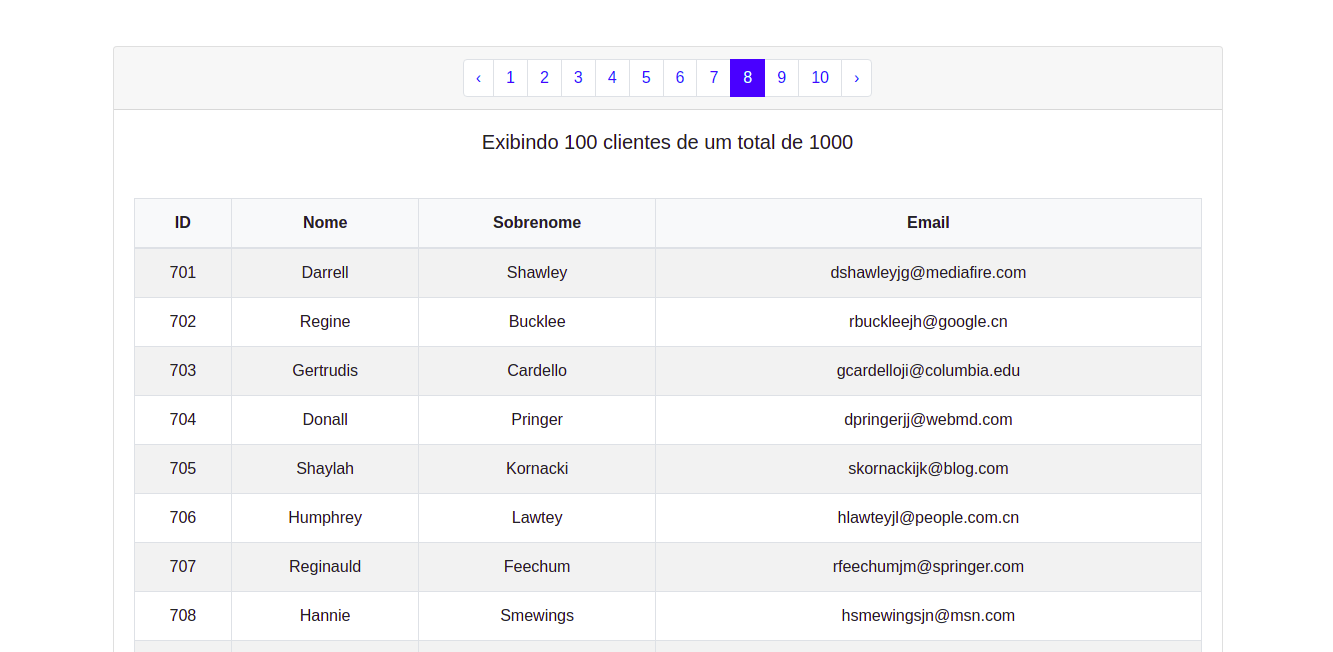 ‹ 1 2 3 4 5 6 7 8 9 10 ›
Exibindo 100 clientes de um total de 1000
ID Nome Sobrenome Email
701 Darrell Shawley dshawleyjg@mediafire.com
702 Regine Bucklee rbuckleejh@google.cn
703 Gertrudis Cardello gcardelloji@columbia.edu
704 Donall Pringer dpringerjj@webmd.com
705 Shaylah Kornacki skornackijk@blog.com
706 Humphrey Lawtey hlawteyjl@people.com.cn
707 Reginauld Feechum rfeechumjm@springer.com
708 Hannie Smewings hsmewingsjn@msn.com